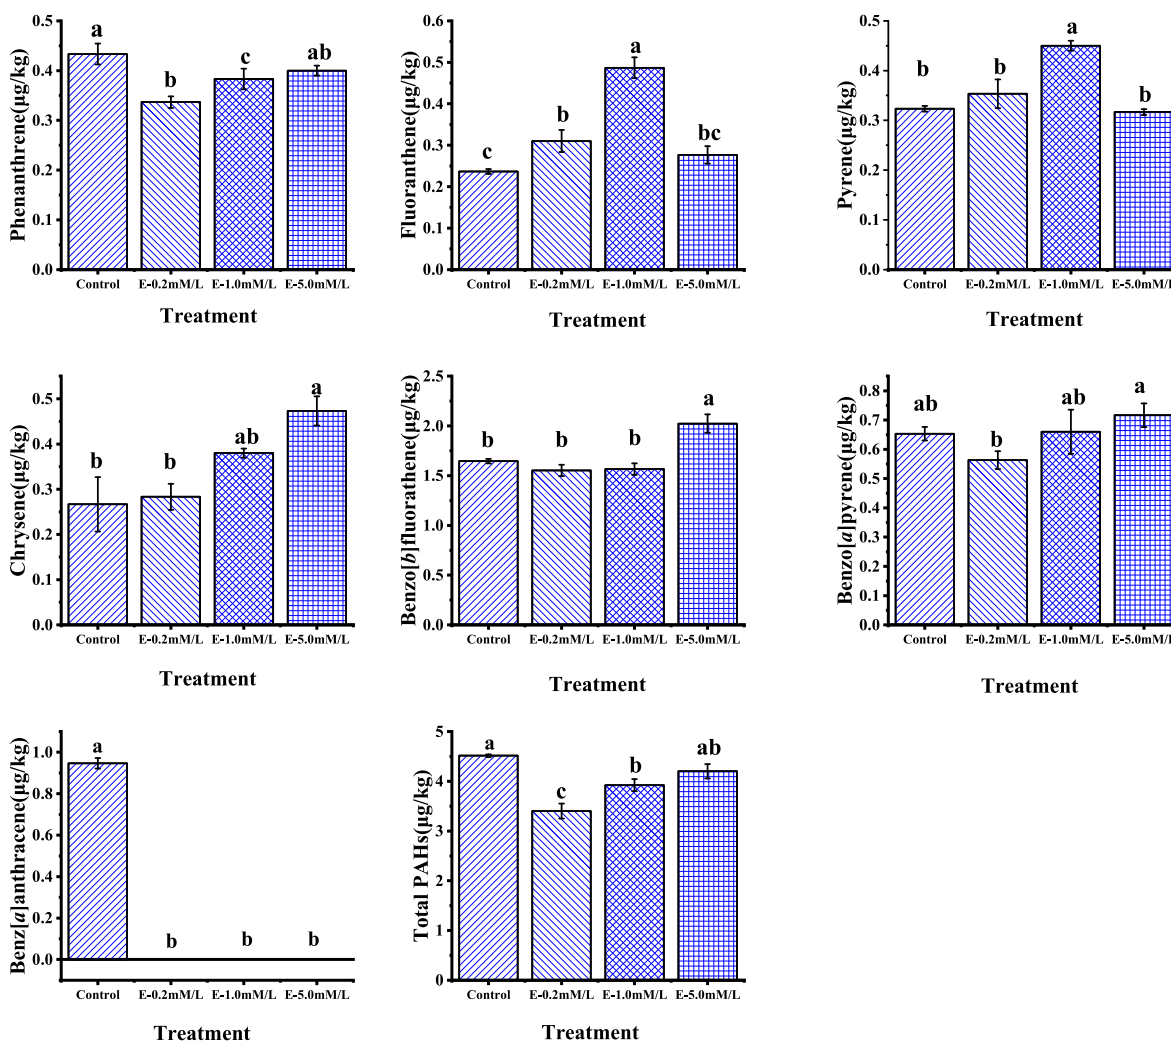 Phenanthrene(μg/kg)
0.5
0.4
0.3
0.2
0.1
0.0
a
b
c
ab
Control E-0.2mM/L E-1.0mM/L E-5.0mM/L
Treatment
Fluoranthene(μg/kg)
0.6
0.5
0.4
0.3
0.2
0.1
0.0
c
b
a
bc
Control E-0.2mM/L E-1.0mM/L E-5.0mM/L
Treatment
Pyrene(μg/kg)
0.5
0.4
0.3
0.2
0.1
0.0
b
b
a
b
Control E-0.2mM/L E-1.0mM/L E-5.0mM/L
Treatment
Chrysene(μg/kg)
0.5
0.4
0.3
0.2
0.1
0.0
b
b
ab
a
Control E-0.2mM/L E-1.0mM/L E-5.0mM/L
Treatment
Benzo[b]fluorathene(μg/kg)
2.5
2.0
1.5
1.0
0.5
0.0
b
b
b
a
Control E-0.2mM/L E-1.0mM/L E-5.0mM/L
Treatment
Benzo[a]pyrene(μg/kg)
0.8
0.7
0.6
0.5
0.4
0.3
0.2
0.1
0.0
ab
b
ab
a
Control E-0.2mM/L E-1.0mM/L E-5.0mM/L
Treatment
Benz[a]anthracene(μg/kg)
1.0
0.8
0.6
0.4
0.2
0.0
a
b
b
b
Control E-0.2mM/L E-1.0mM/L E-5.0mM/L
Treatment
Total PAHs(μg/kg)
5
4
3
2
1
0
a
c
b
ab
Control E-0.2mM/L E-1.0mM/L E-5.0mM/L
Treatment